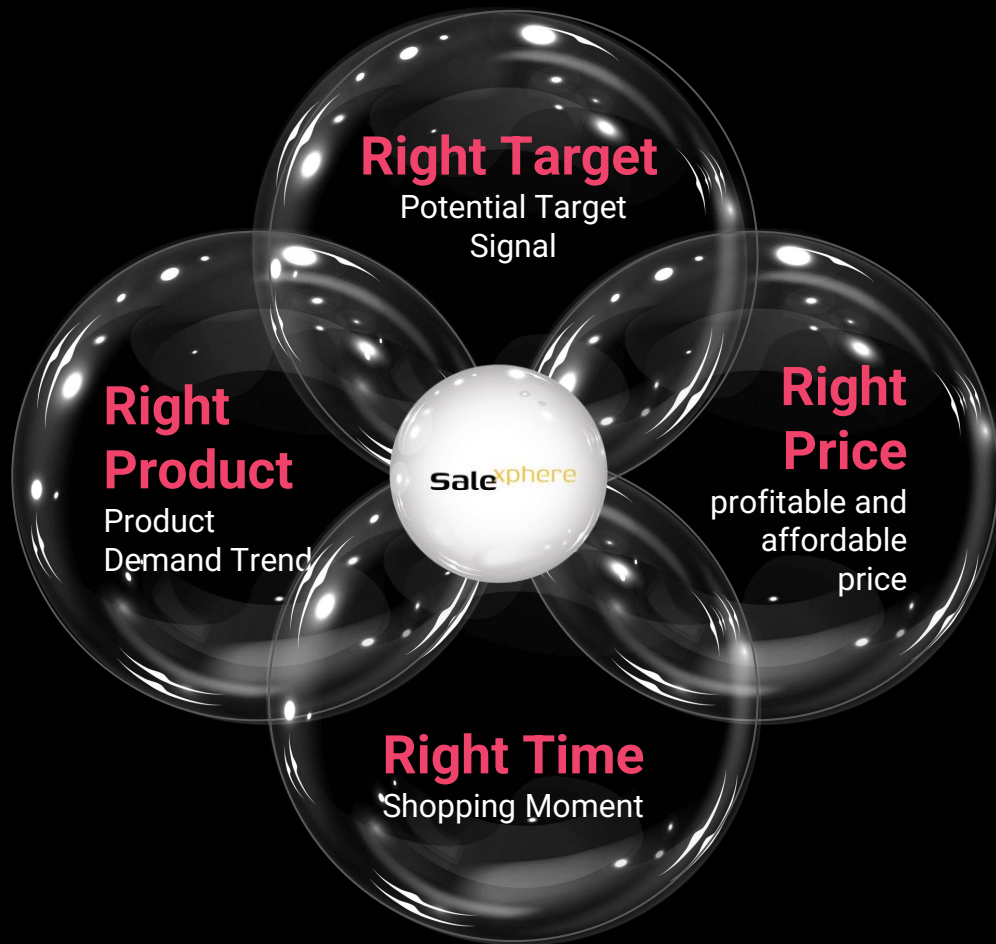 Right Target
Potential Target
Signal
Right
Product
Product
Demand Trend
Salexphere
Right
Price
profitable and
affordable
price
Right Time
Shopping Moment